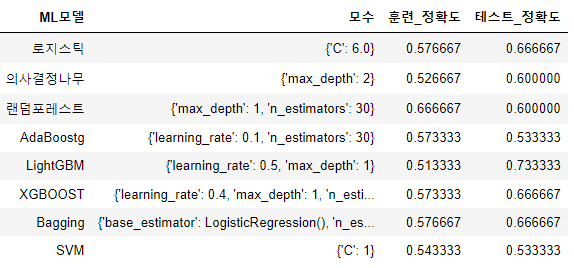 ML모델 모수 훈련_정확도 테스트_정확도
로지스틱 {'C': 6.0} 0.576667 0.666667
의사결정나무 {'max_depth': 2} 0.526667 0.600000
랜덤포레스트 {'max_depth': 1, 'n_estimators': 30} 0.666667 0.600000
AdaBoostg {'learning_rate': 0.1, 'n_estimators': 30} 0.573333 0.533333
LightGBM {'learning_rate': 0.5, 'max_depth': 1} 0.513333 0.733333
XGBOOST {'learning_rate': 0.4, 'max_depth': 1, 'n_esti... 0.573333 0.666667
Bagging {'base_estimator': LogisticRegression(), 'n_es... 0.576667 0.666667
SVM {'C': 1} 0.543333 0.533333